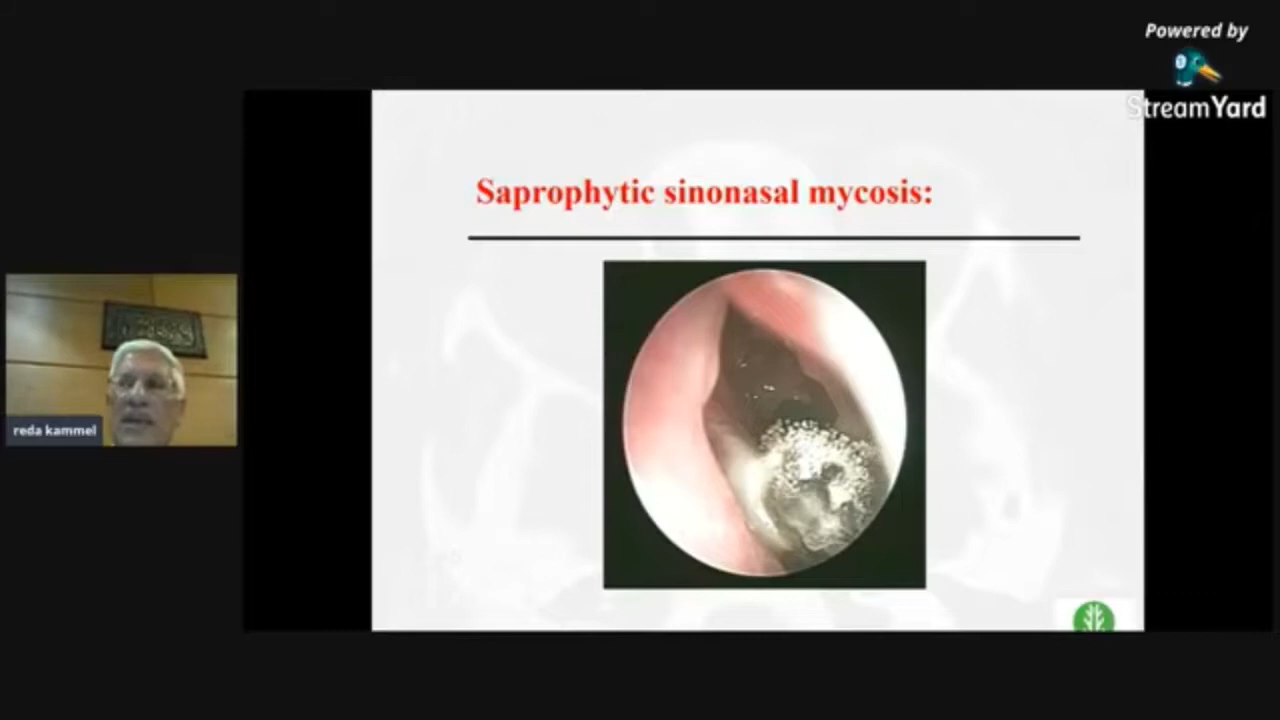 Powered by
StreamYard
Saprophytic sinonasal mycosis:
reda kammel